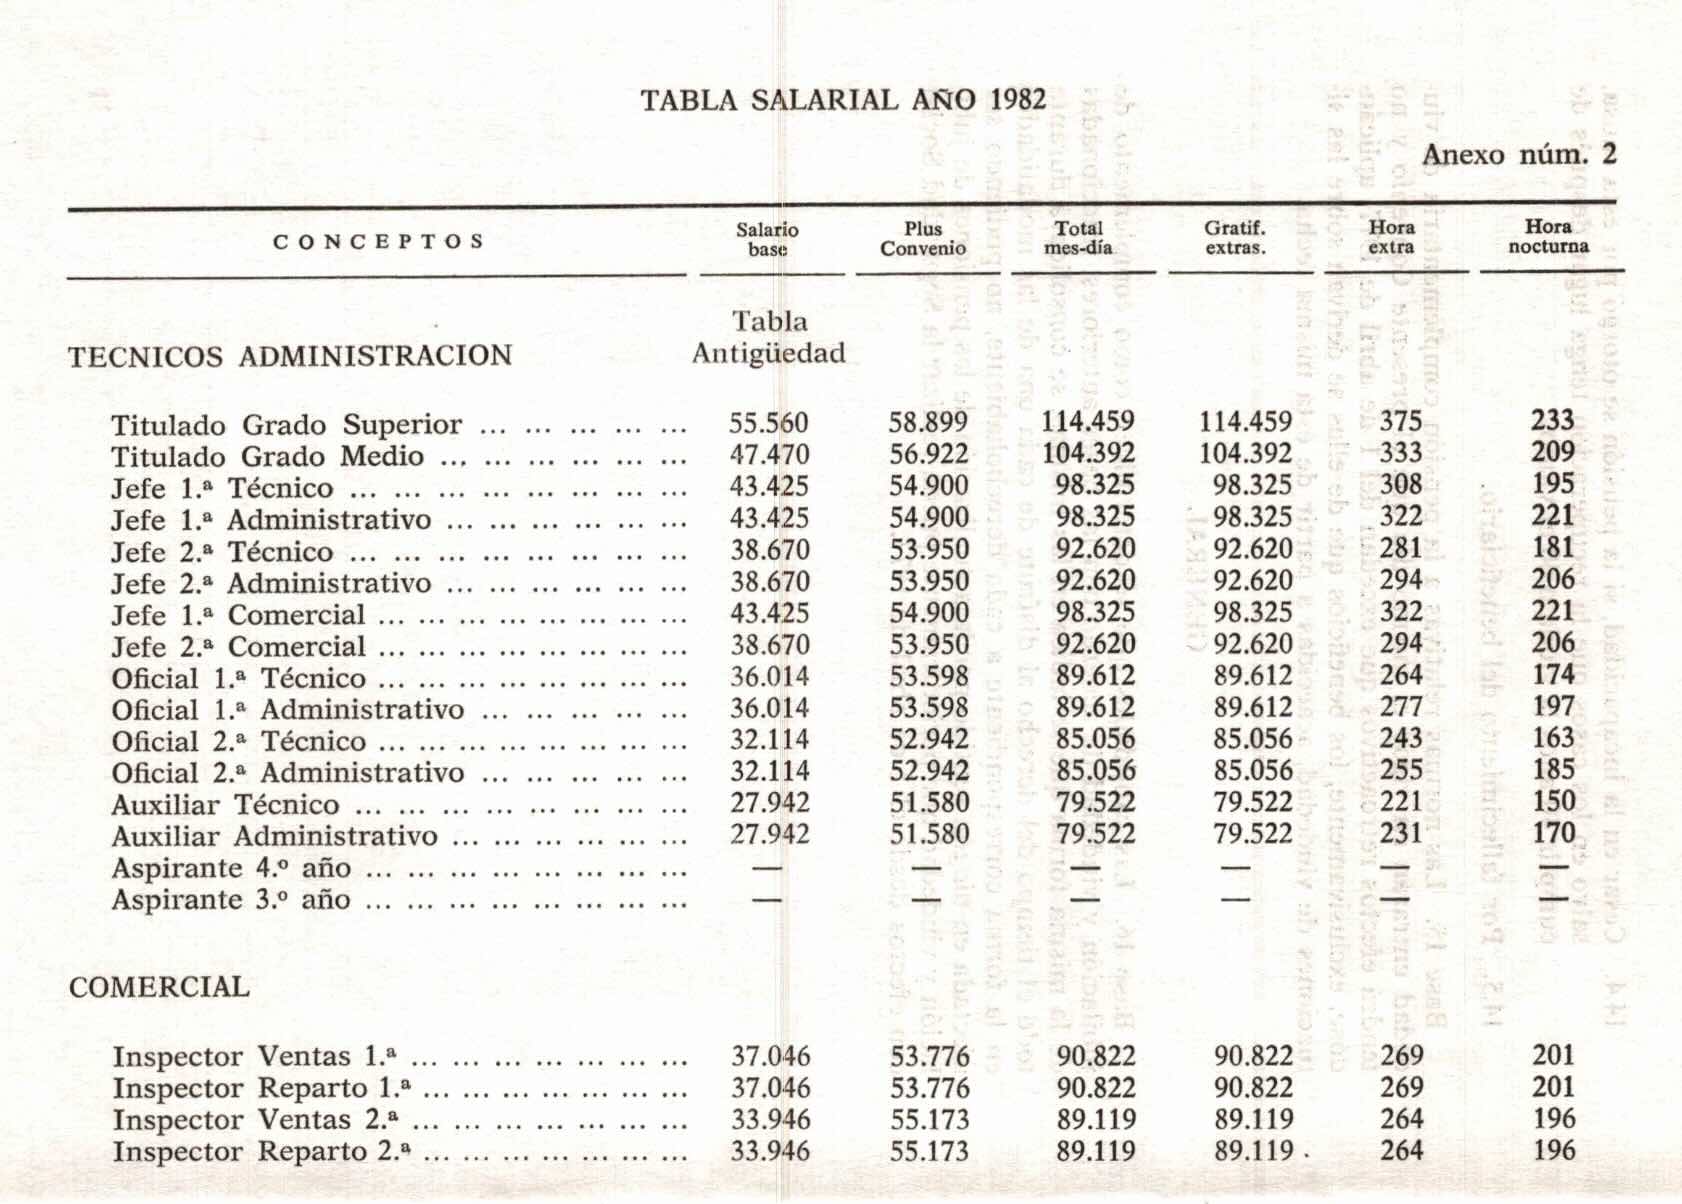 TABLA SALARIAL AÑO 1982
Anexo núm. 2
CONCEPTOS Salario base Plus Convenio Total mes-día Gratif. extras. Hora extra Hora nocturna
Tabla
TECNICOS ADMINISTRACION Antigüedad
Titulado Grado Superior ... ... ... ... ... 55.560 58.899 114.459 114.459 375 233
Titulado Grado Medio ... ... ... ... ... ... 47.470 56.922 104.392 104.392 333 209
Jefe 1.ª Técnico ... ... ... ... ... ... ... ... 43.425 54.900 98.325 98.325 308 195
Jefe 1.ª Administrativo ... ... ... ... ... ... 43.425 54.900 98.325 98.325 322 221
Jefe 2.ª Técnico ... ... ... ... ... ... ... ... 38.670 53.950 92.620 92.620 281 181
Jefe 2.ª Administrativo ... ... ... ... ... ... 38.670 53.950 92.620 92.620 294 206
Jefe 1.ª Comercial ... ... ... ... ... ... ... ... 43.425 54.900 98.325 98.325 322 221
Jefe 2.ª Comercial ... ... ... ... ... ... ... ... 38.670 53.950 92.620 92.620 294 206
Oficial 1.ª Técnico ... ... ... ... ... ... ... ... 36.014 53.598 89.612 89.612 264 174
Oficial 1.ª Administrativo ... ... ... ... ... 36.014 53.598 89.612 89.612 277 197
Oficial 2.ª Técnico ... ... ... ... ... ... ... ... 32.114 52.942 85.056 85.056 243 163
Oficial 2.ª Administrativo ... ... ... ... ... 32.114 52.942 85.056 85.056 255 185
Auxiliar Técnico ... ... ... ... ... ... ... ... 27.942 51.580 79.522 79.522 221 150
Auxiliar Administrativo ... ... ... ... ... ... 27.942 51.580 79.522 79.522 231 170
Aspirante 4.º año ... ... ... ... ... ... ... ... — — — — — —
Aspirante 3.º año ... ... ... ... ... ... ... ... — — — — — —
COMERCIAL
Inspector Ventas 1.ª ... ... ... ... ... ... ... 37.046 53.776 90.822 90.822 269 201
Inspector Reparto 1.ª ... ... ... ... ... ... ... 37.046 53.776 90.822 90.822 269 201
Inspector Ventas 2.ª ... ... ... ... ... ... ... 33.946 55.173 89.119 89.119 264 196
Inspector Reparto 2.ª ... ... ... ... ... ... ... 33.946 55.173 89.119 89.119 264 196